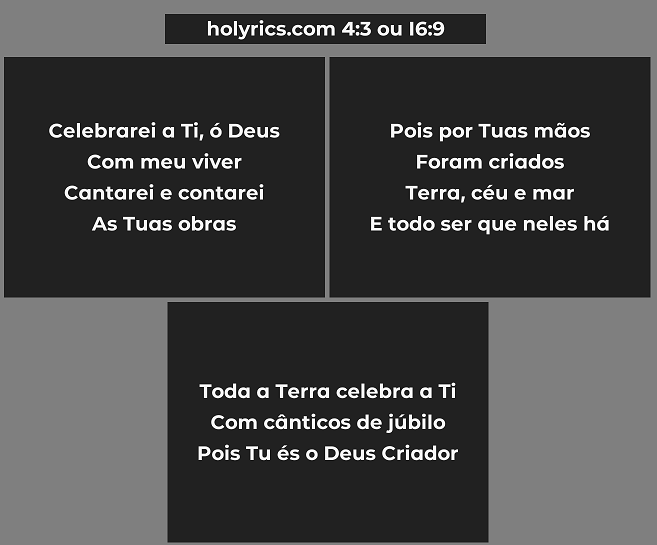 holyrics.com 4:3 ou 16:9
Celebrarei a Ti, ó Deus
Com meu viver
Cantarei e contarei
As Tuas obras
Pois por Tuas mãos
Foram criados
Terra, céu e mar
E todo ser que neles há
Toda a Terra celebra a Ti
Com cânticos de júbilo
Pois Tu és o Deus Criador